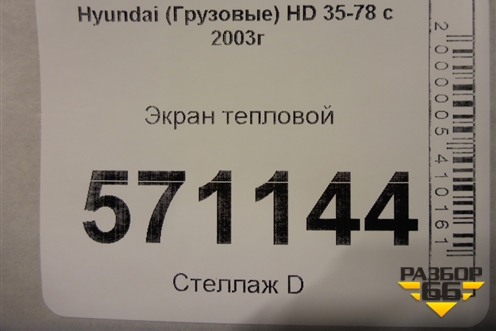 Hyundai (Грузовые) HD 35-78 с
2003г
Экран тепловой
571144
Стеллаж D
2000005410161
РАЗБОР
66